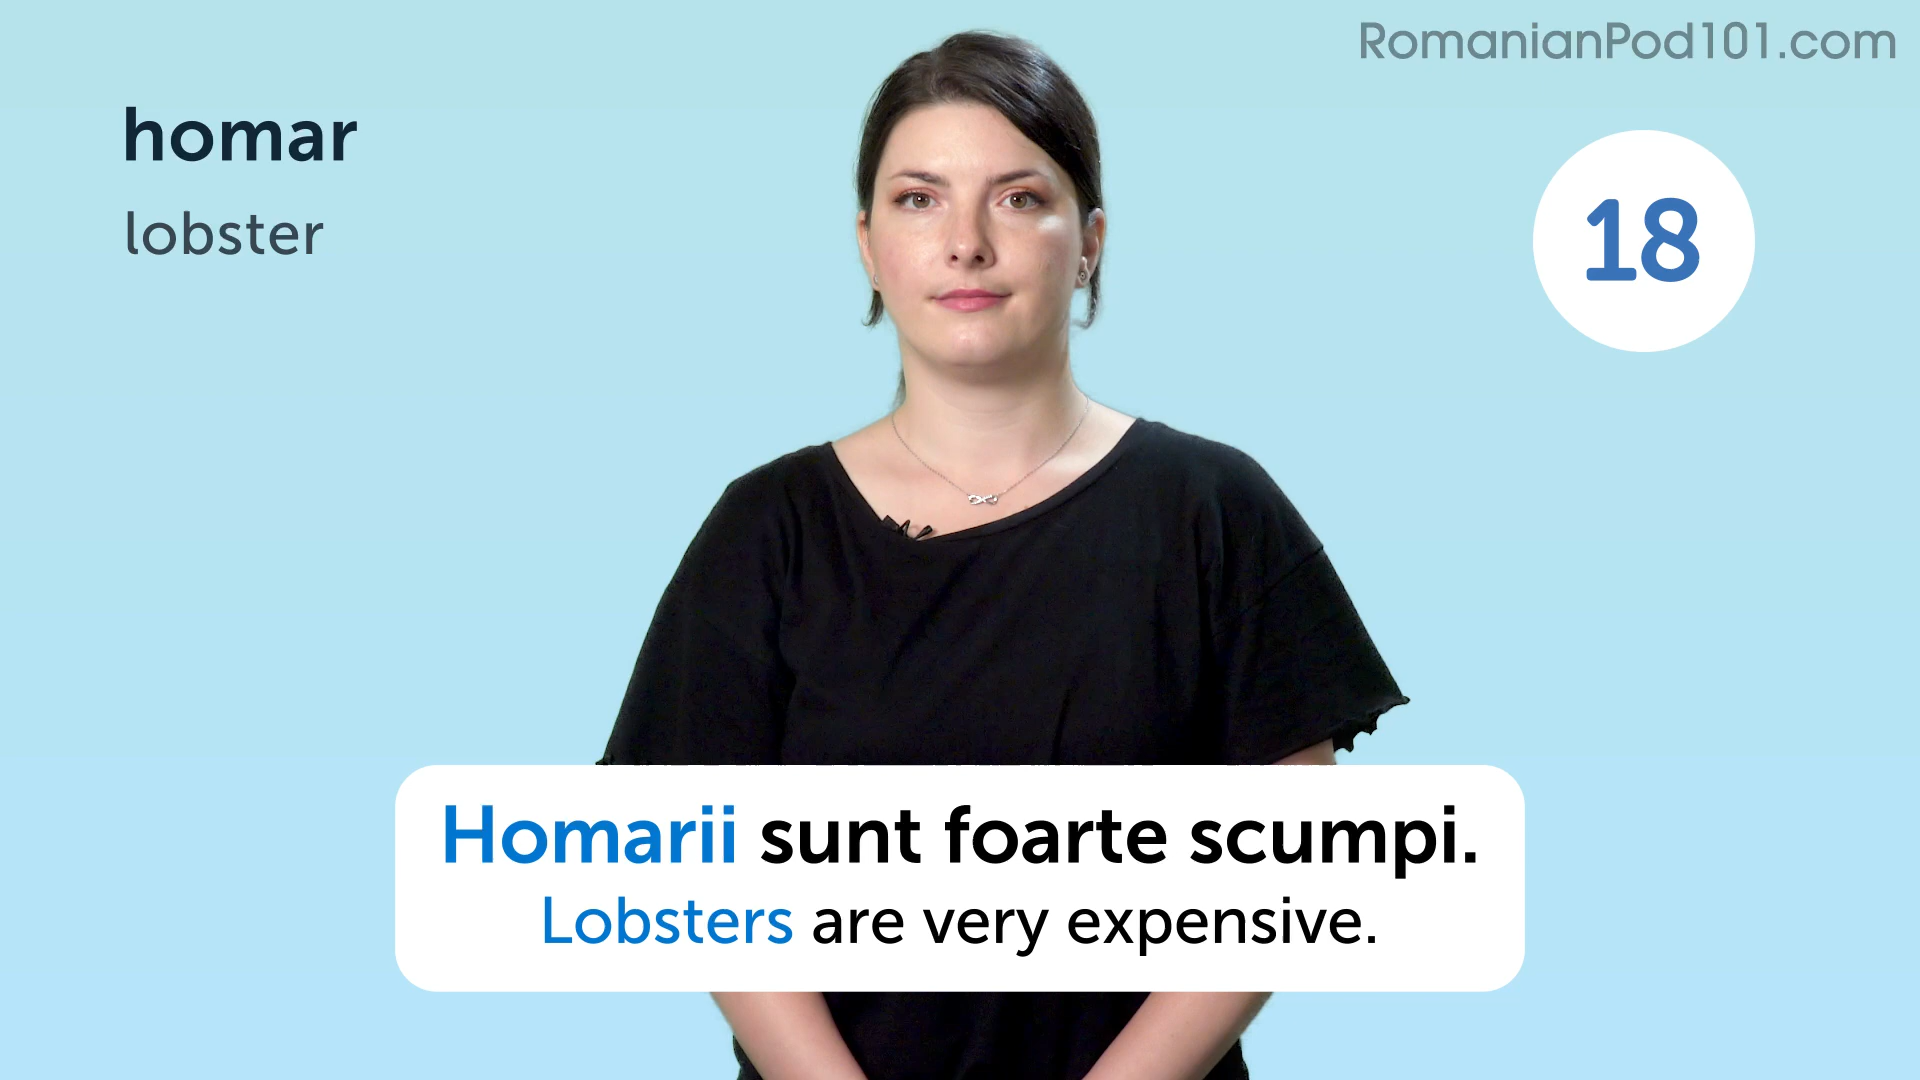 RomanianPod101.com
homar
lobster
18
Homarii sunt foarte scumpi.
Lobsters are very expensive.